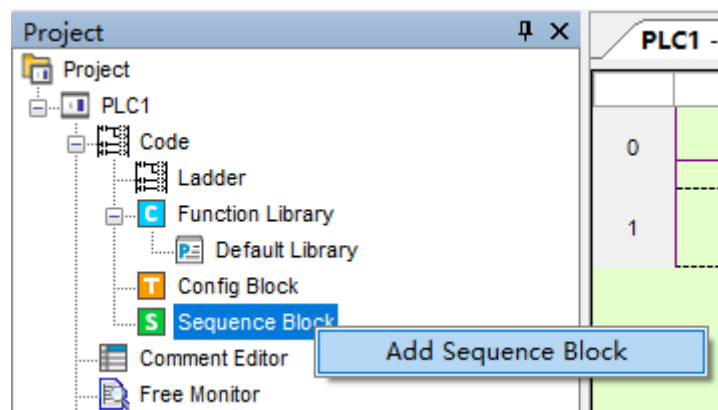 Project
PLC1 -
Project
PLC1
Code
0
Ladder
Function Library
1
Default Library
Config Block
Sequence Block
Add Sequence Block
Comment Editor
Free Monitor